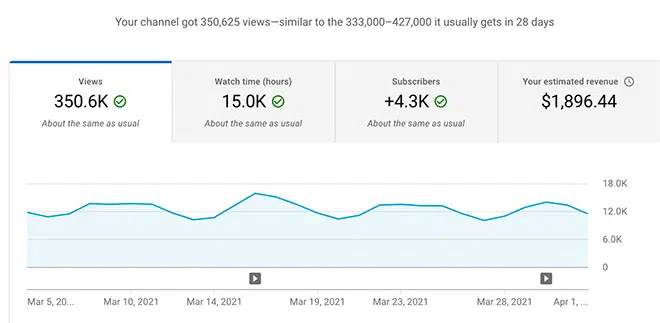 Your channel got 350,625 views—similar to the 333,000–427,000 it usually gets in 28 days
Views
350.6K
About the same as usual
Watch time (hours)
15.0K
About the same as usual
Subscribers
+4.3K
About the same as usual
Your estimated revenue
$1,896.44
18.0K
12.0K
6.0K
0
Mar 5, 20... Mar 10, 2021 Mar 14, 2021 Mar 19, 2021 Mar 23, 2021 Mar 28, 2021 Apr 1, ...